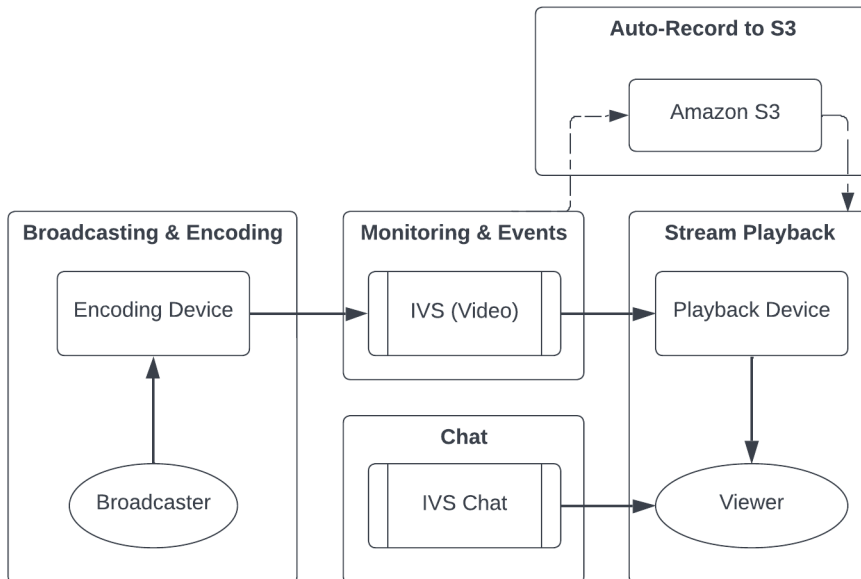 Auto-Record to S3
Amazon S3
Broadcasting & Encoding
Monitoring & Events
Stream Playback
Encoding Device
IVS (Video)
Playback Device
Chat
Broadcaster
IVS Chat
Viewer